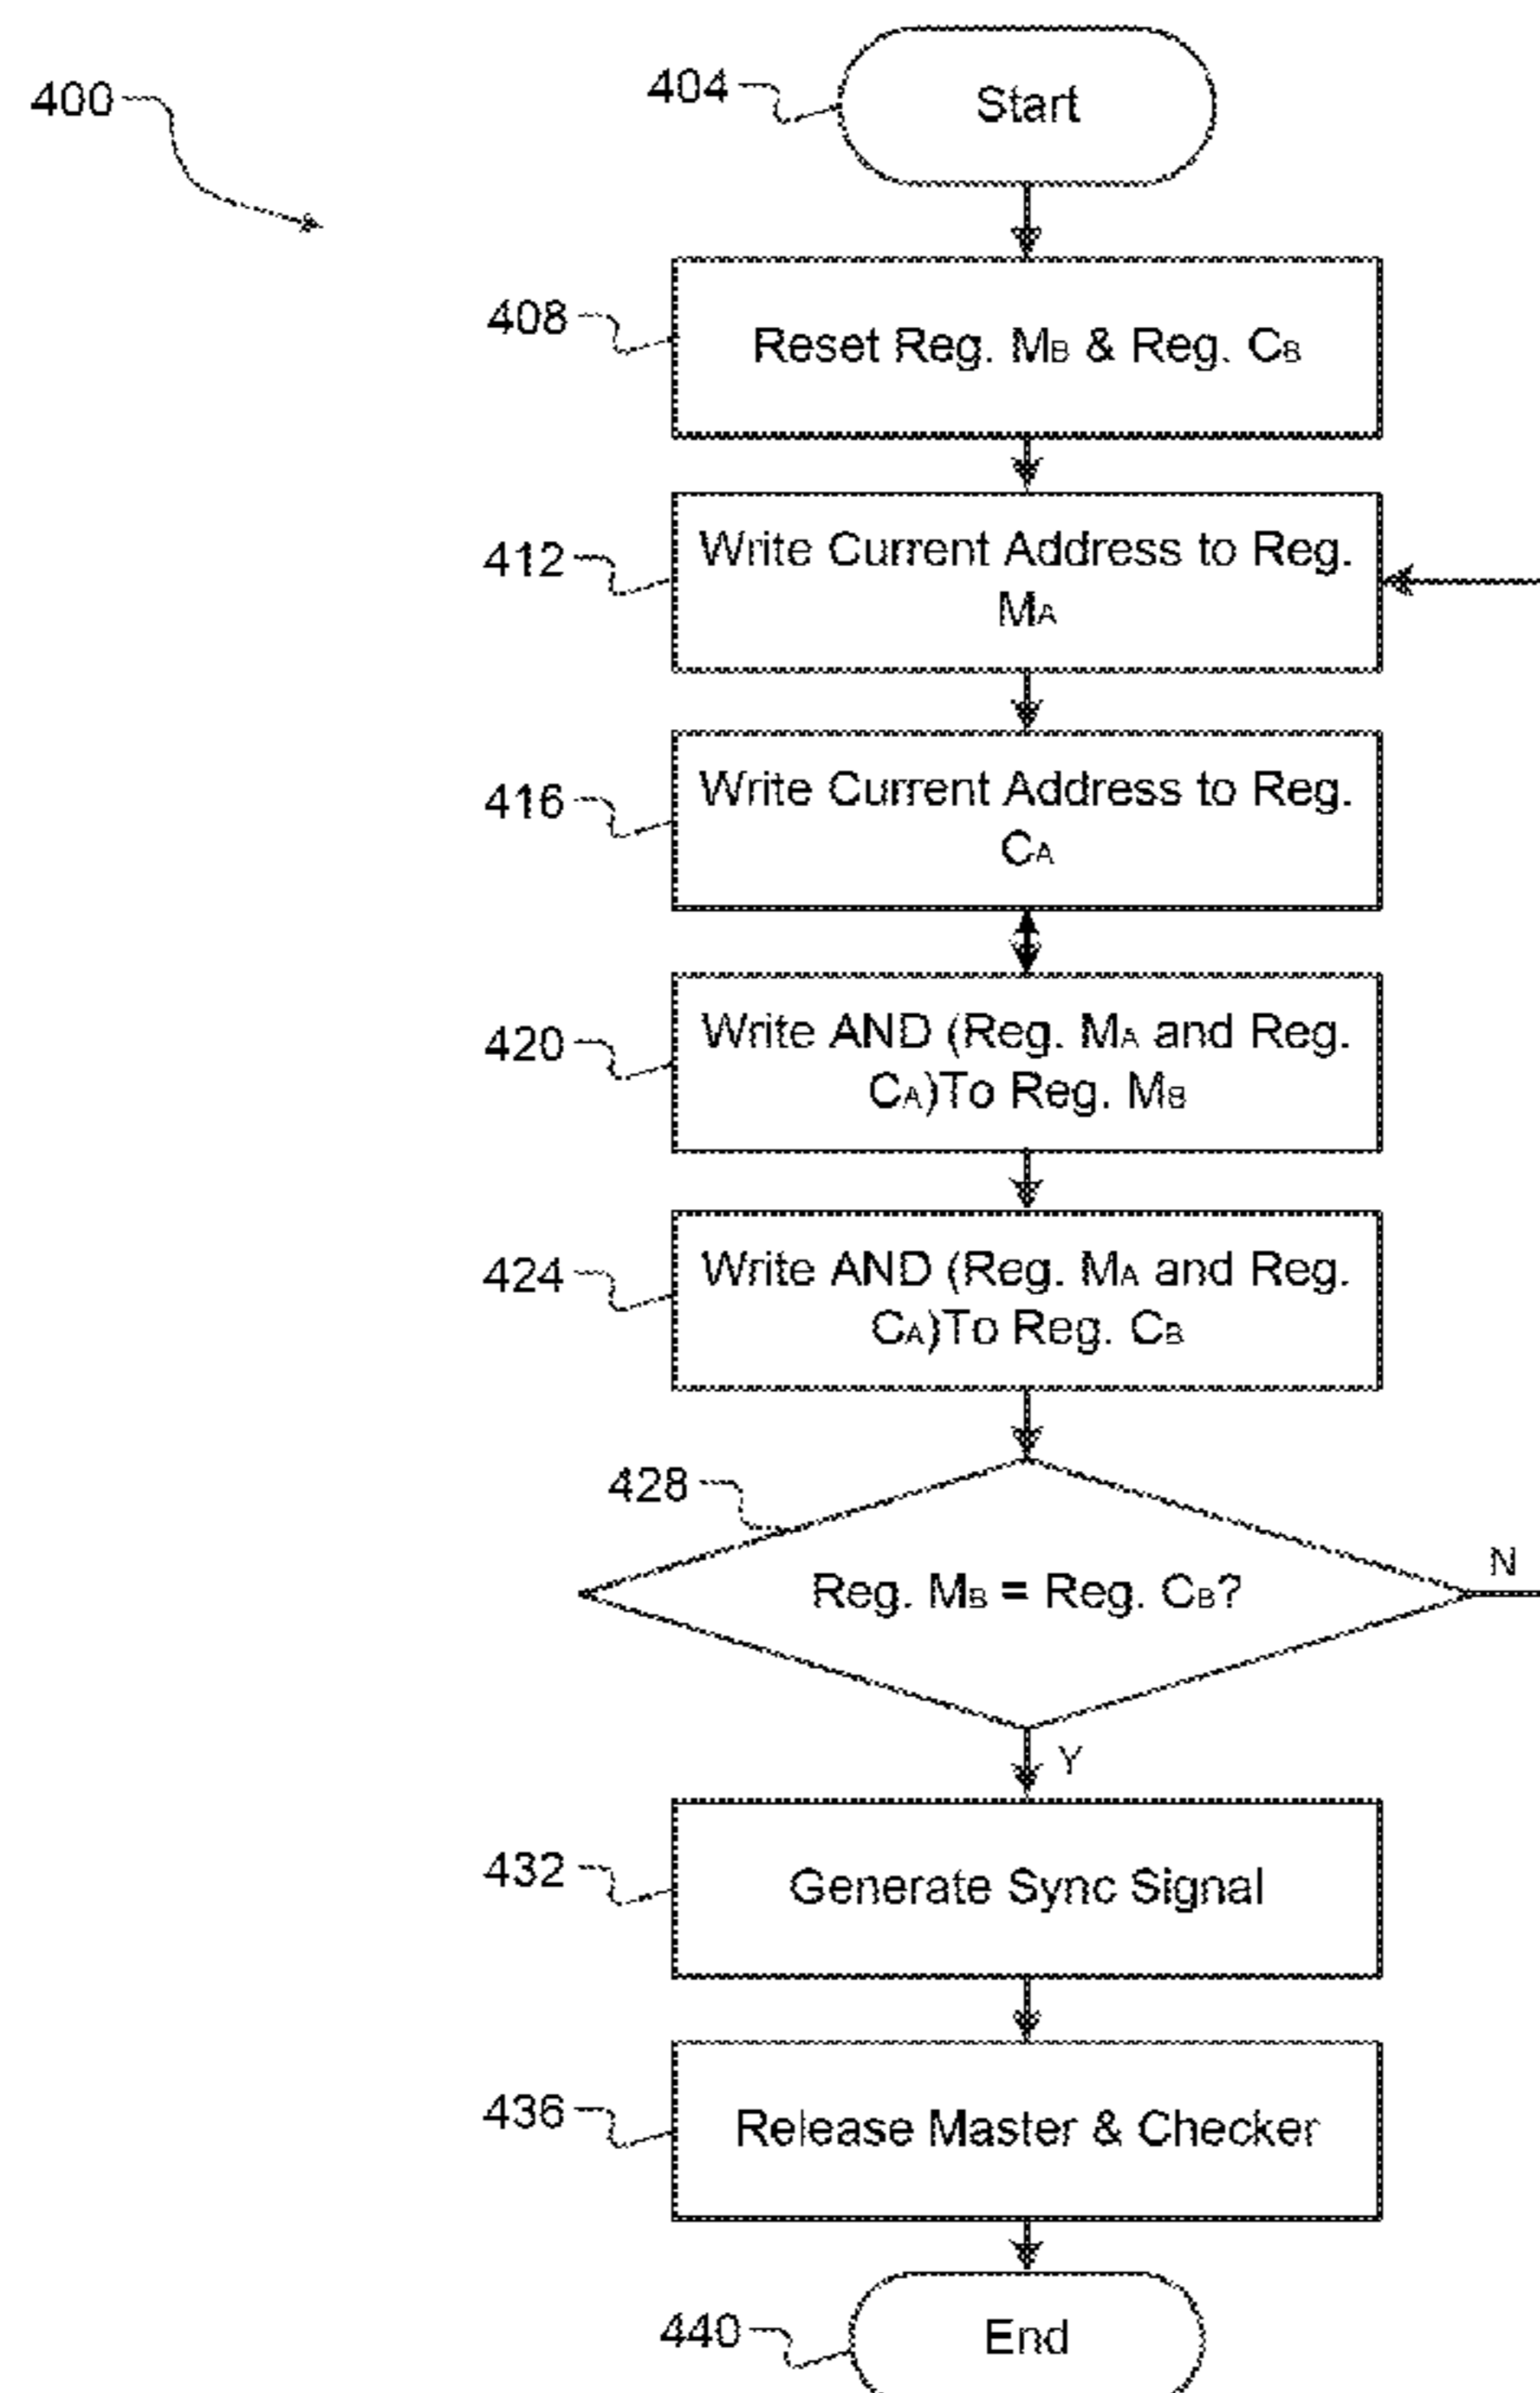 400
404
Start
408
Reset Reg. MB & Reg. CB
412
Write Current Address to Reg.
MA
416
Write Current Address to Reg.
CA
420
Write AND (Reg. MA and Reg.
CA)To Reg. MB
424
Write AND (Reg. MA and Reg.
CA)To Reg. CB
428
Reg. MB = Reg. CB?
N
Y
432
Generate Sync Signal
436
Release Master & Checker
440
End